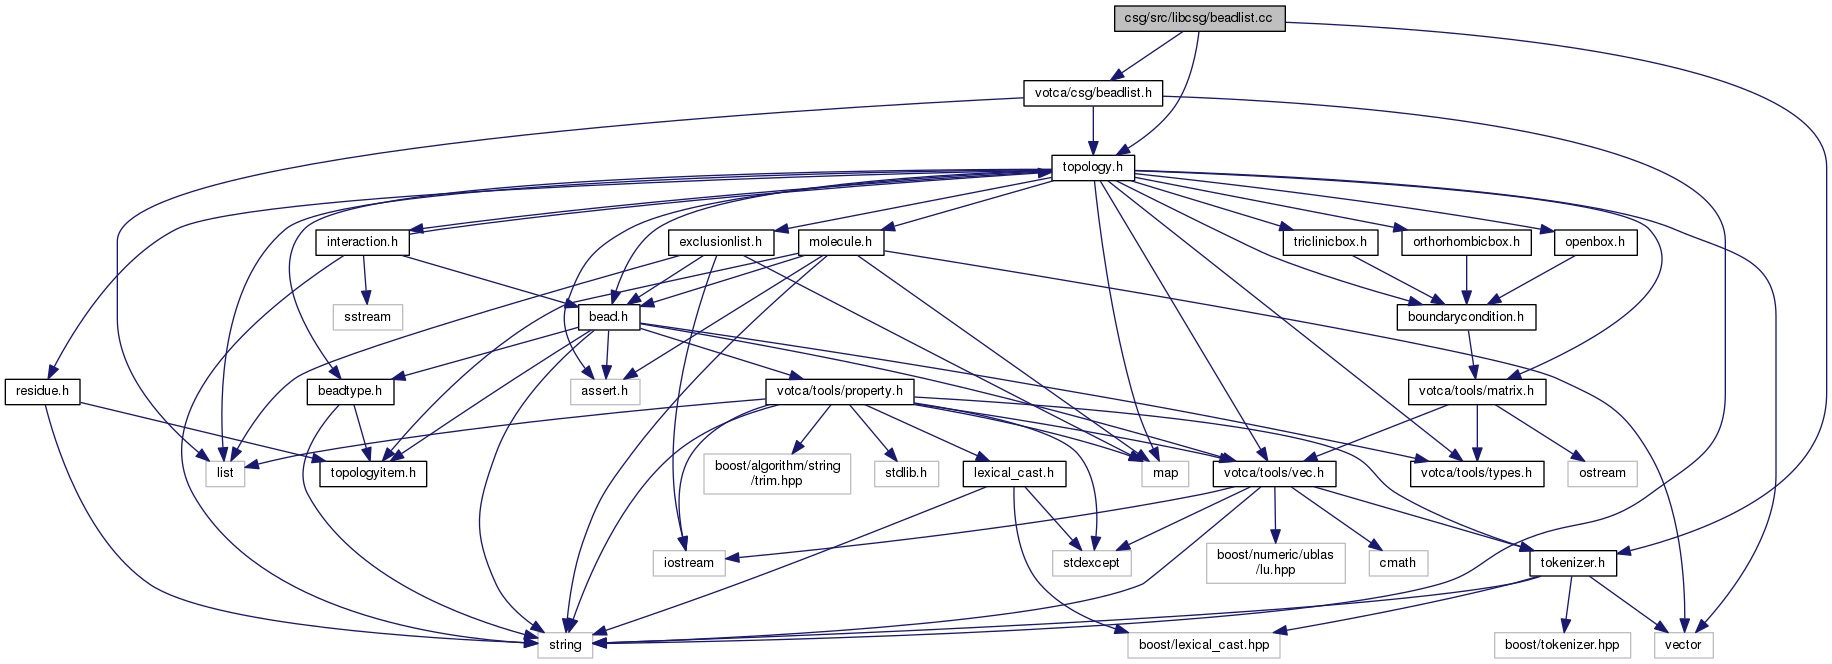 csg/src/libcsg/beadlist.cc
votca/csg/beadlist.h
topology.h
interaction.h
exclusionlist.h
molecule.h
triclinicbox.h
orthorhombicbox.h
openbox.h
sstream
bead.h
boundarycondition.h
residue.h
beadtype.h
assert.h
votca/tools/property.h
votca/tools/matrix.h
list
topologyitem.h
boost/algorithm/string
/trim.hpp
stdlib.h
lexical_cast.h
map
votca/tools/vec.h
votca/tools/types.h
ostream
iostream
stdexcept
boost/numeric/ublas
/lu.hpp
cmath
tokenizer.h
string
boost/lexical_cast.hpp
boost/tokenizer.hpp
vector